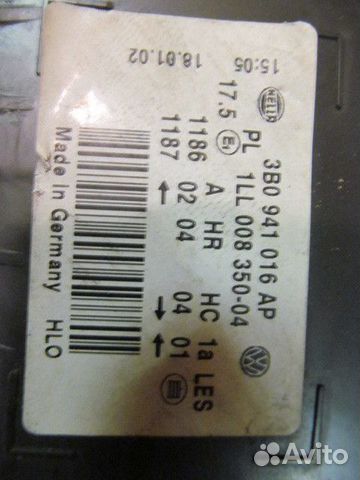 3B0 941 016 AP
PL 1LL 008 350-04
HELLA
17.5 E1 A HR HC 1a LES
1186 02 04 04 01
1187
15:05 18.01.02
Made In Germany HLO
Avito